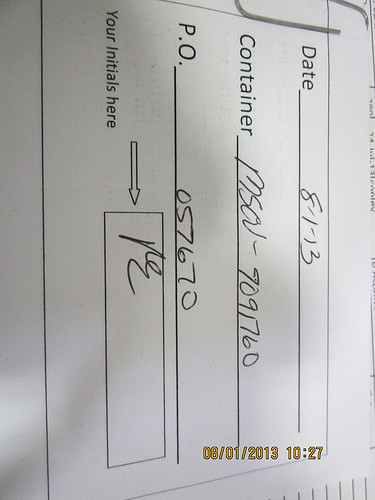 Date 8-1-13
Container MSCU-7091760
P.O. 057670
Your Initials here
08/01/2013 10:27